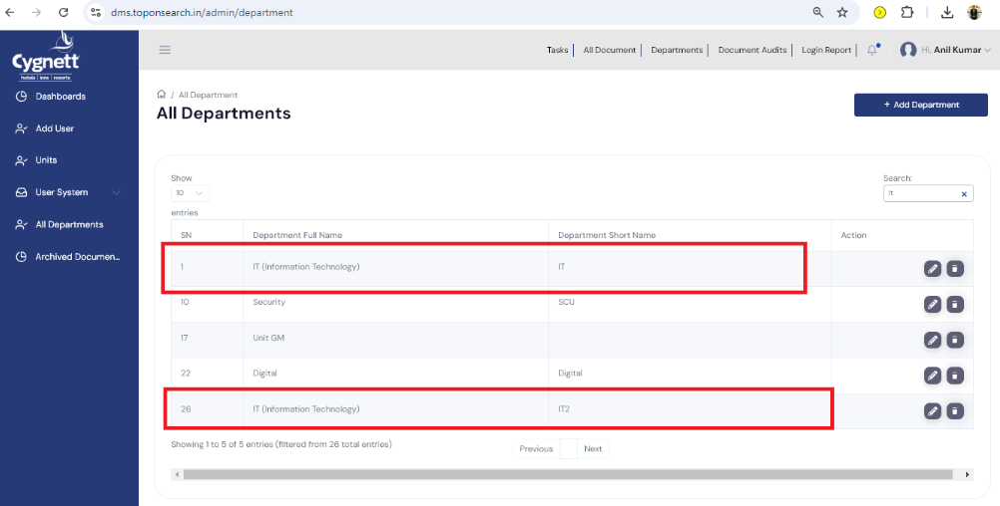 dms.toponsearch.in/admin/department
Cygnett
hotels | inns | resorts
Tasks | All Document | Departments | Document Audits | Login Report | Hi, Anil Kumar
Dashboards
Add User
Units
User System
All Departments
Archived Documen...
/ All Department
All Departments
+ Add Department
Show
10
entries
Search:
it
SN Department Full Name Department Short Name Action
1 IT (Information Technology) IT
10 Security SCU
17 Unit GM
22 Digital Digital
26 IT (Information Technology) IT2
Showing 1 to 5 of 5 entries (filtered from 26 total entries)
Previous Next